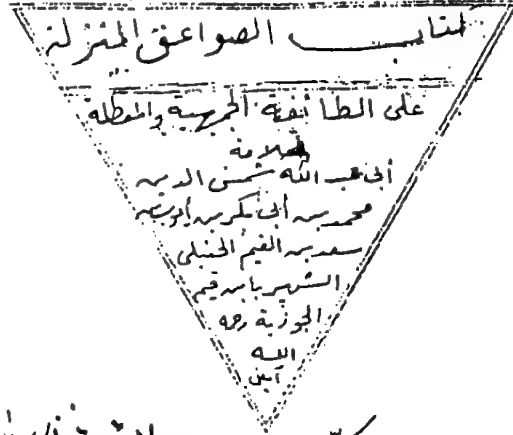 كتاب الصواعق المنزلة
على الطائفة الجهمية والمعطلة
للعلامة
أبي عبد الله شمس الدين
محمد بن أبي بكر بن أيوب بن
سعد بن القيم الحنبلي
الشهير بابن قيم
الجوزية رحمه
الله
آمين